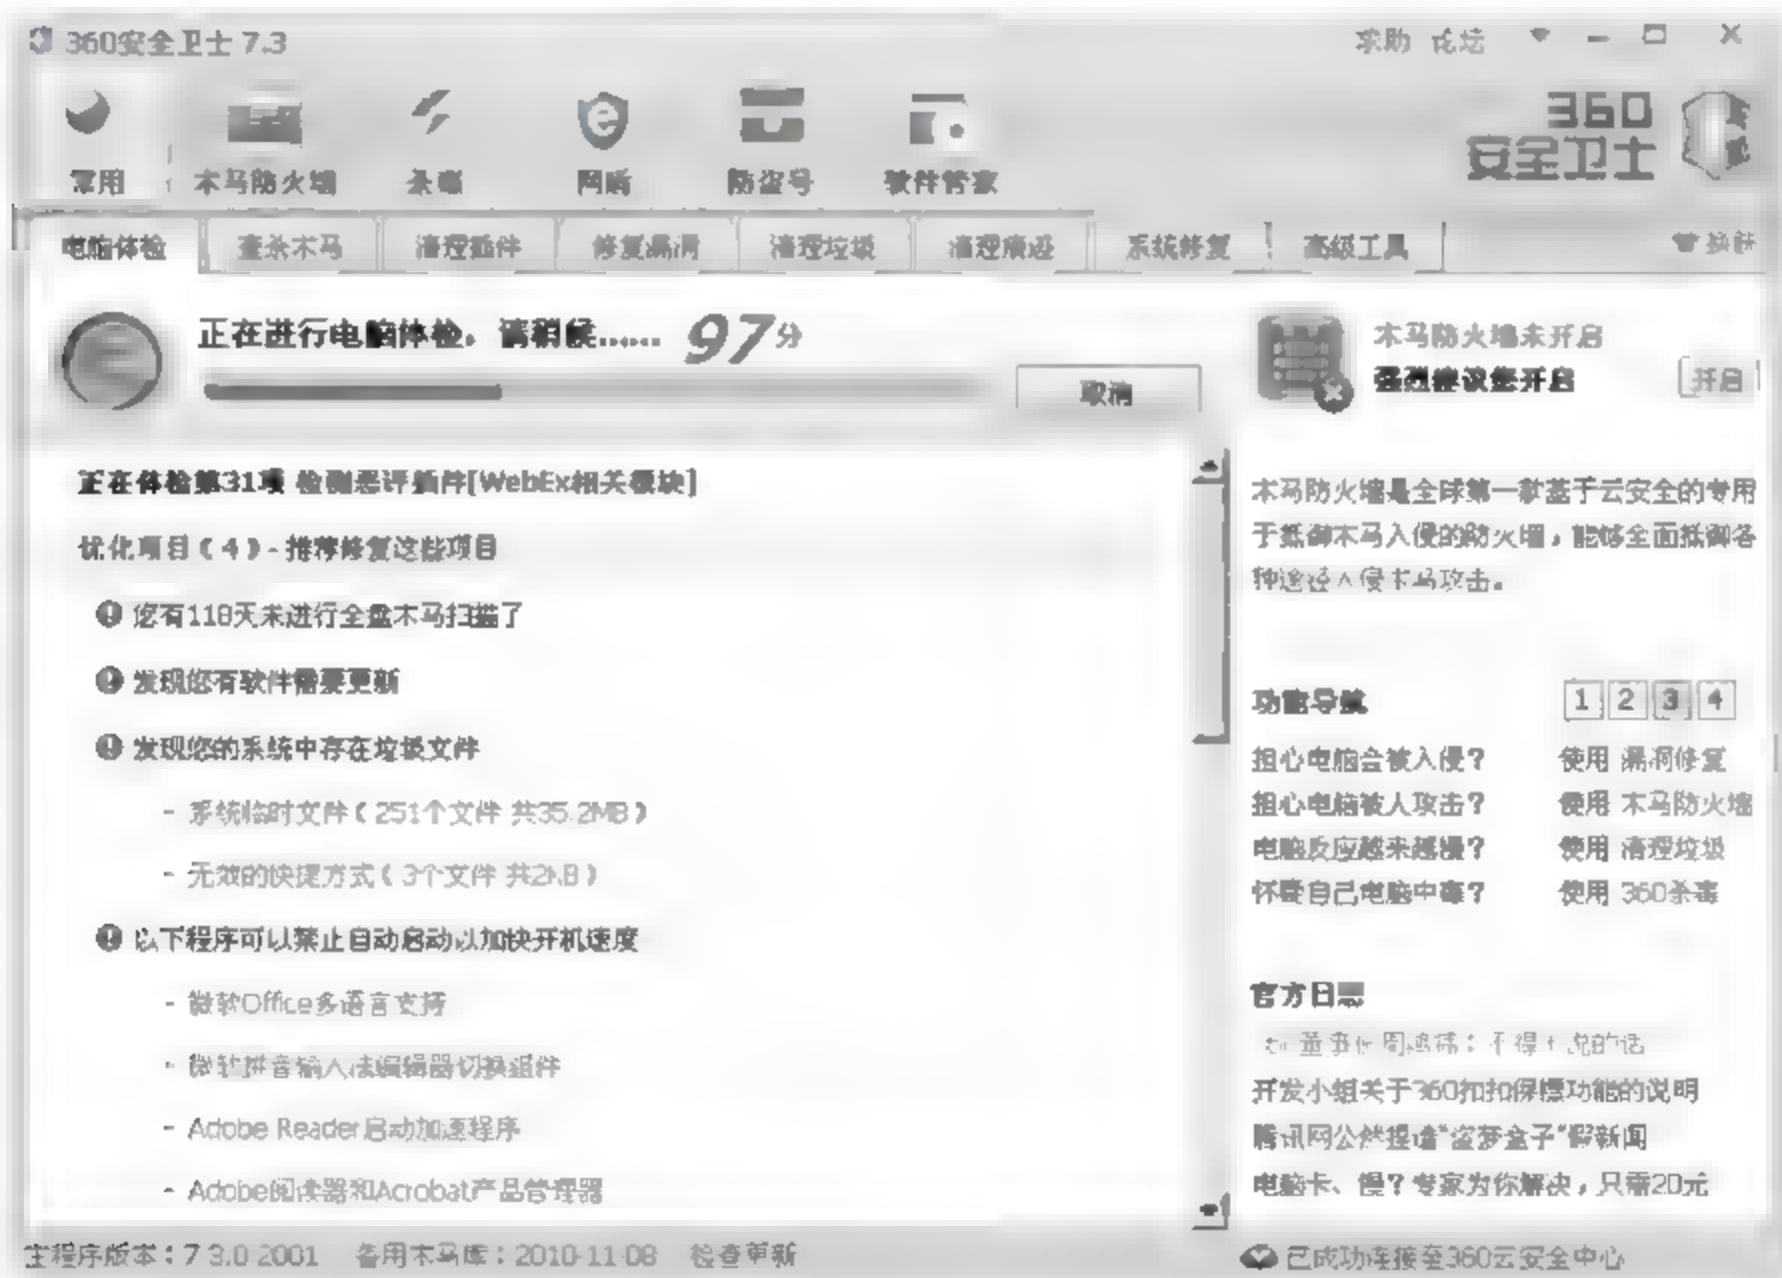 360安全卫士 7.3
求助 论坛
常用 木马防火墙 杀毒 网盾 防盗号 软件管家
360
安全卫士
电脑体检 查杀木马 清理插件 修复漏洞 清理垃圾 清理痕迹 系统修复 高级工具 换肤
正在进行电脑体检，请稍候...... 97分
取消
正在体检第31项 检测恶评插件[WebEx相关模块]
优化项目（4）- 推荐修复这些项目
您有118天未进行全盘木马扫描了
发现您有软件需要更新
发现您的系统中存在垃圾文件
- 系统临时文件（251个文件 共35.2MB）
- 无效的快捷方式（3个文件 共2KB）
以下程序可以禁止自动启动以加快开机速度
- 微软Office多语言支持
- 微软拼音输入法编辑器切换组件
- Adobe Reader启动加速程序
- Adobe阅读器和Acrobat产品管理器
木马防火墙未开启
强烈建议您开启 开启
木马防火墙是全球第一款基于云安全的专用
于抵御木马入侵的防火墙，能够全面抵御各
种途径入侵木马攻击。
功能导航 1 2 3 4
担心电脑会被入侵？ 使用 漏洞修复
担心电脑被人攻击？ 使用 木马防火墙
电脑反应越来越慢？ 使用 清理垃圾
怀疑自己电脑中毒？ 使用 360杀毒
官方日志
董事长周鸿祎：不得不说的话
开发小组关于360扣扣保镖功能的说明
腾讯网公然捏造“盗梦盒子”假新闻
电脑卡、慢？专家为你解决，只需20元
主程序版本：7.3.0.2001 备用木马库：2010-11-08 检查更新
已成功连接至360云安全中心